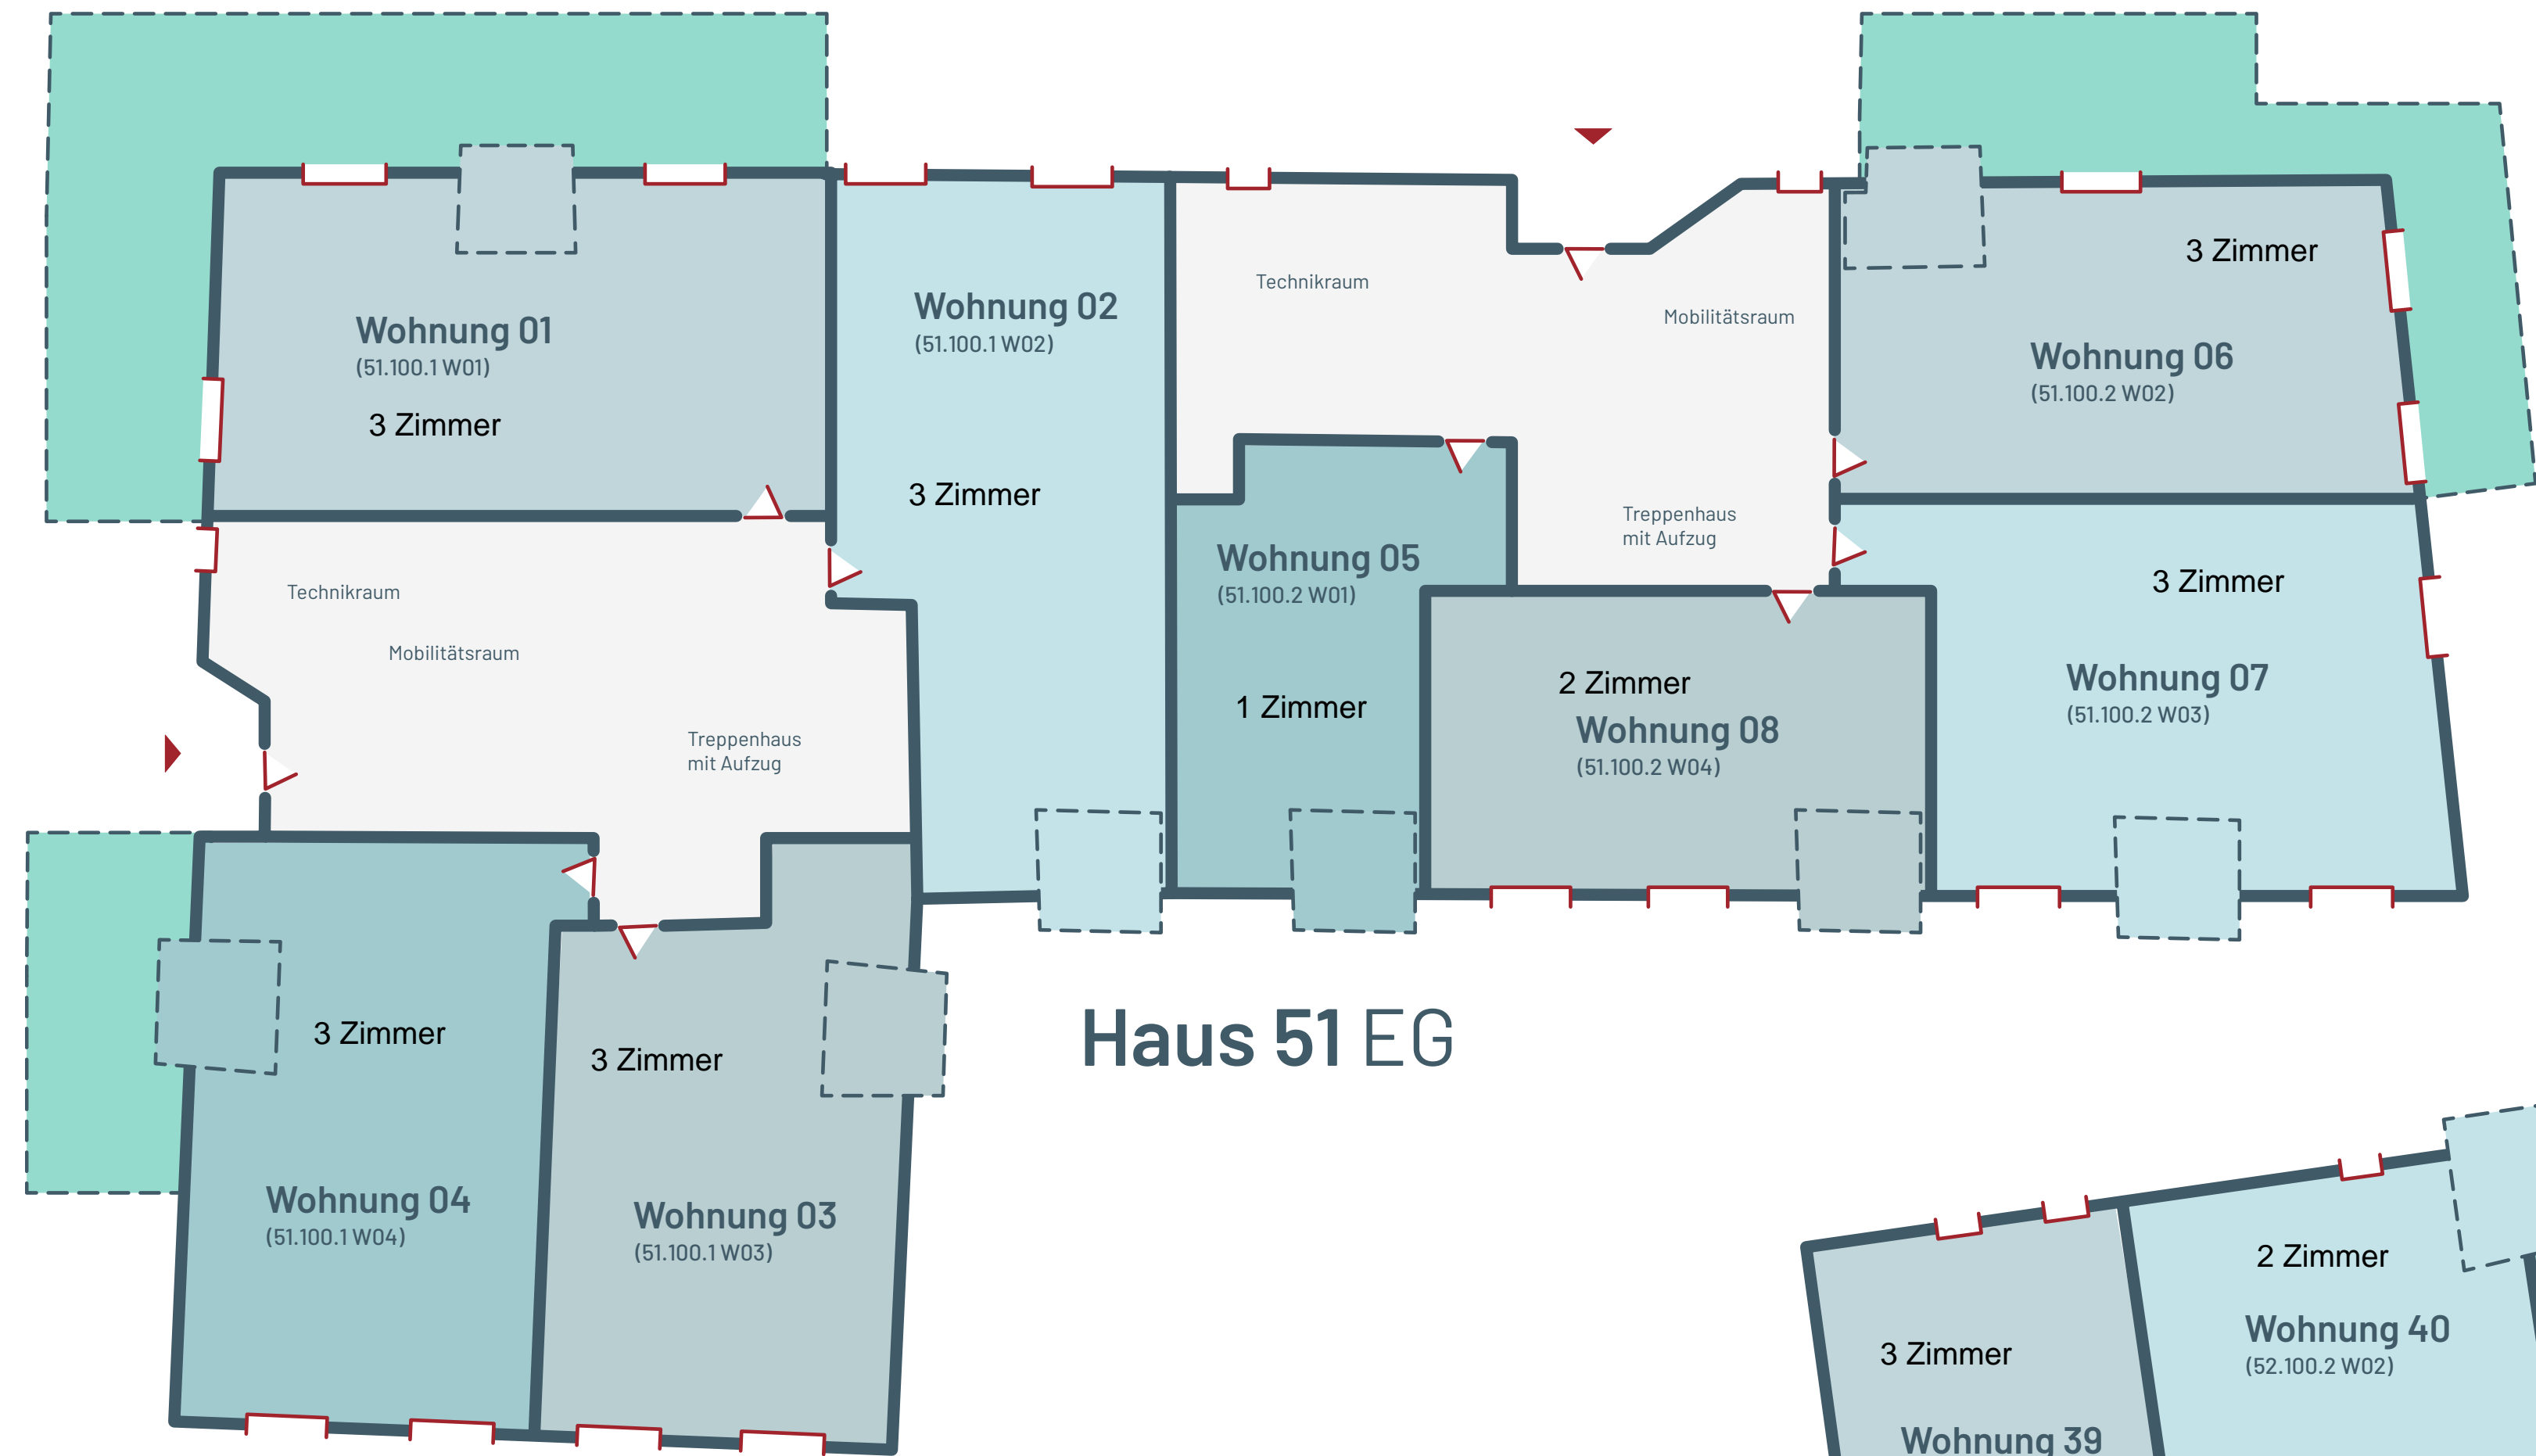 Wohnung 01
(51.100.1 W01)
3 Zimmer
Wohnung 02
(51.100.1 W02)
3 Zimmer
Technikraum
Mobilitätsraum
Treppenhaus
mit Aufzug
3 Zimmer
Wohnung 06
(51.100.2 W02)
Wohnung 05
(51.100.2 W01)
1 Zimmer
2 Zimmer
Wohnung 08
(51.100.2 W04)
3 Zimmer
Wohnung 07
(51.100.2 W03)
Technikraum
Mobilitätsraum
Treppenhaus
mit Aufzug
3 Zimmer
Wohnung 04
(51.100.1 W04)
3 Zimmer
Wohnung 03
(51.100.1 W03)
Haus 51 EG
2 Zimmer
Wohnung 40
(52.100.2 W02)
3 Zimmer
Wohnung 39